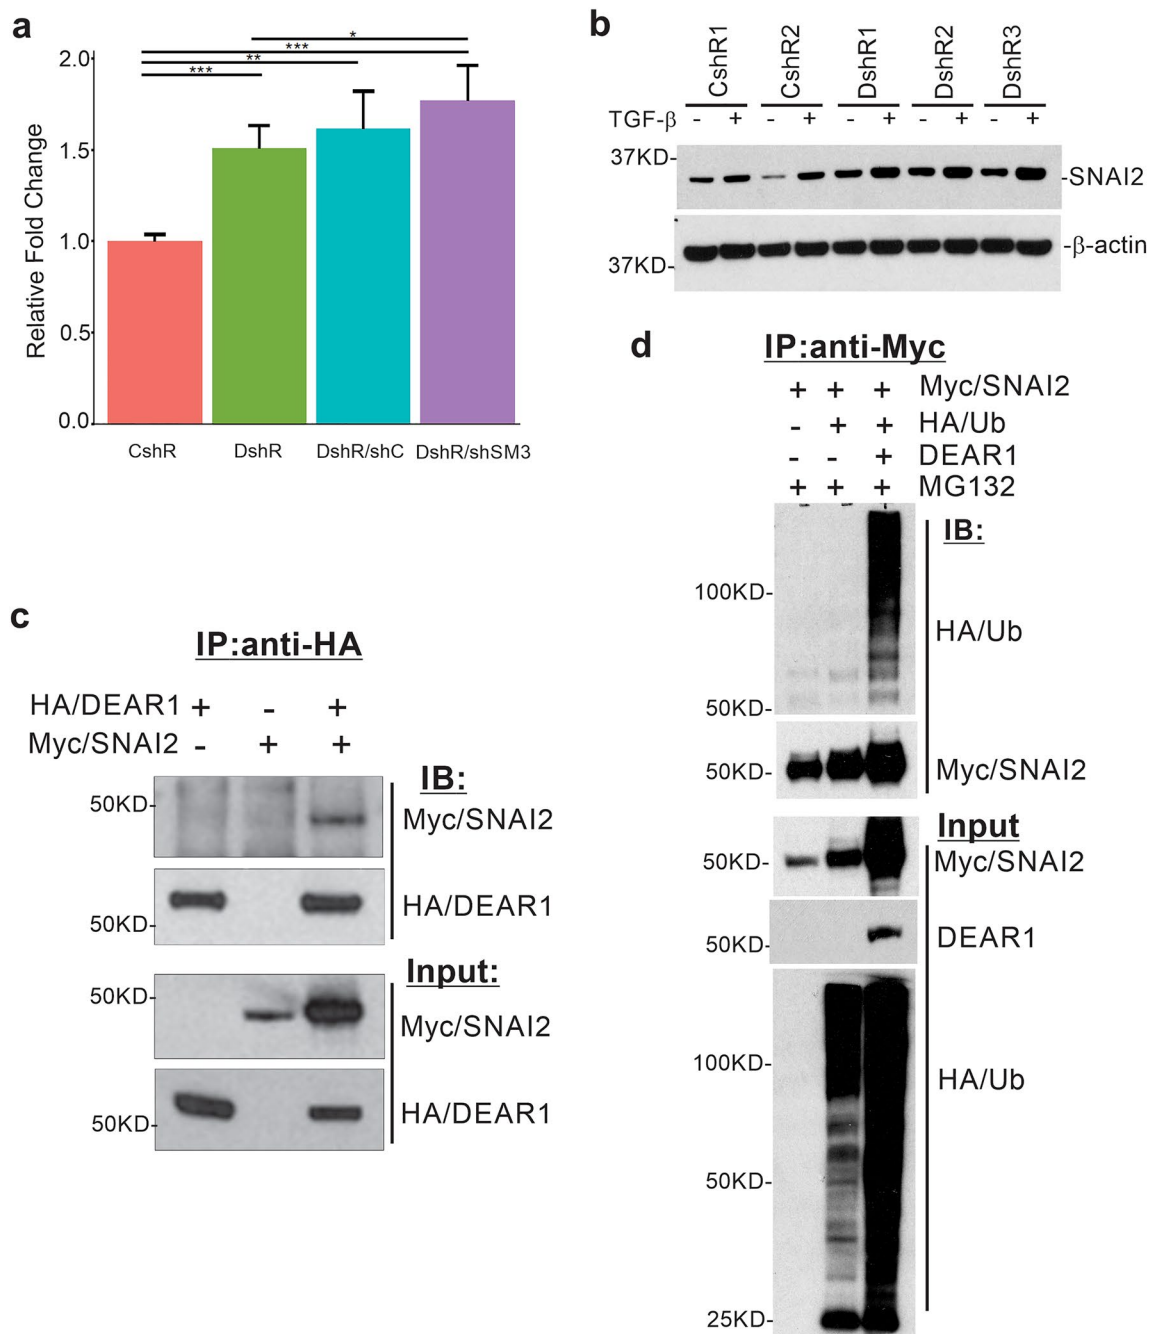 a
*
***
**
***
2.0
1.5
1.0
0.5
0.0
Relative Fold Change
CshR DshR DshR/shC DshR/shSM3
b
CshR1 CshR2 DshR1 DshR2 DshR3
TGF-β - + - + - + - + - +
37KD-
-SNAI2
-β-actin
37KD-
c
IP:anti-HA
HA/DEAR1 + - +
Myc/SNAI2 - + +
IB:
50KD-
Myc/SNAI2
HA/DEAR1
50KD-
Input:
50KD-
Myc/SNAI2
HA/DEAR1
50KD-
d
IP:anti-Myc
+ + + Myc/SNAI2
- + + HA/Ub
- - + DEAR1
+ + + MG132
IB:
100KD-
HA/Ub
50KD-
50KD- Myc/SNAI2
Input
50KD- Myc/SNAI2
50KD- DEAR1
100KD-
HA/Ub
50KD-
25KD-